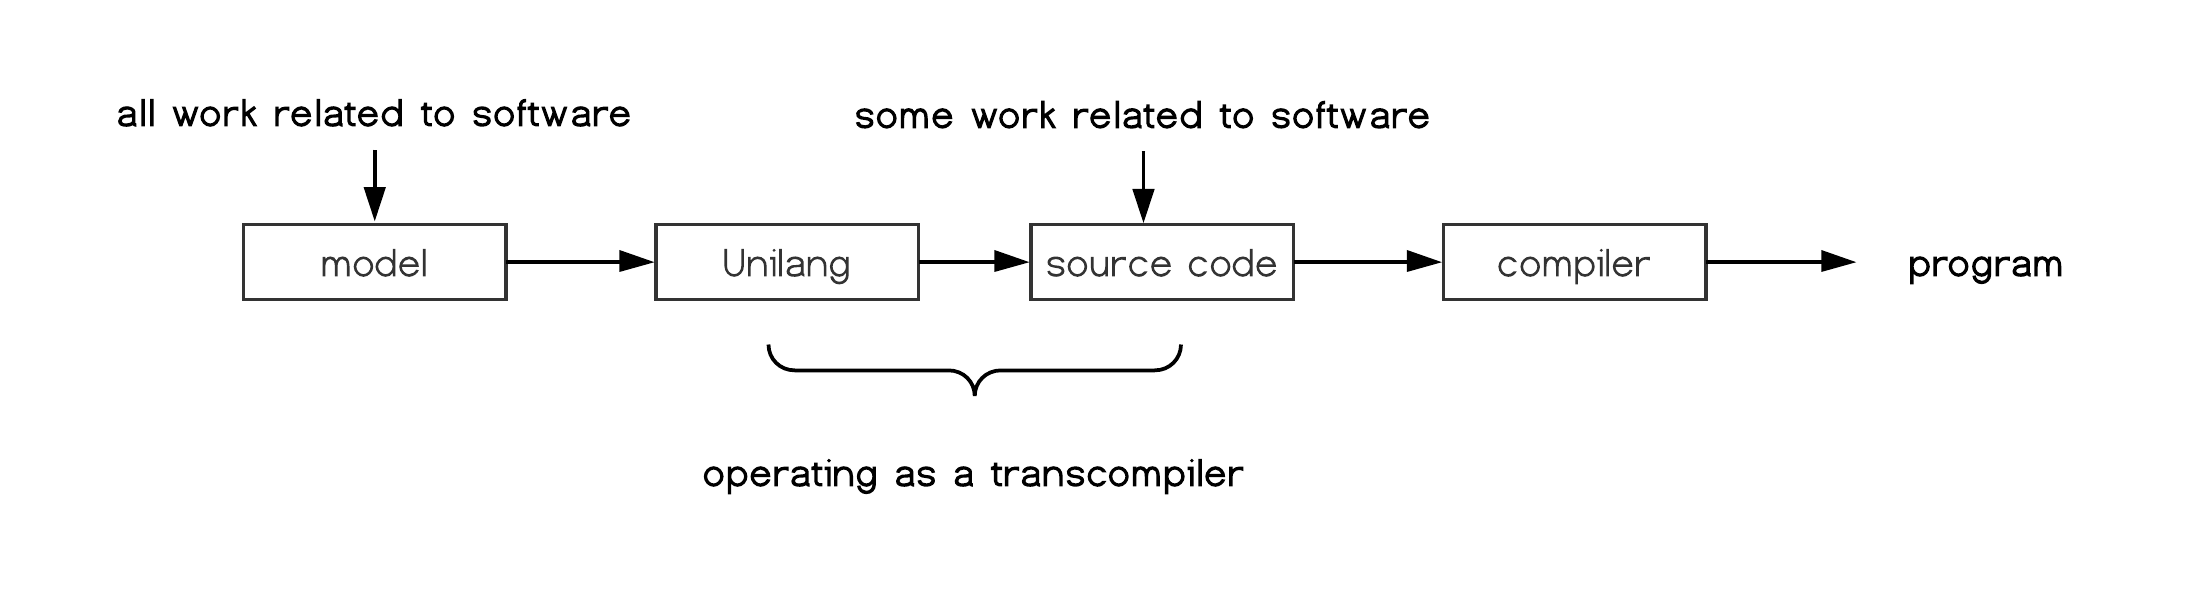 all work related to software
some work related to software
model
Unilang
source code
compiler
program
operating as a transcompiler